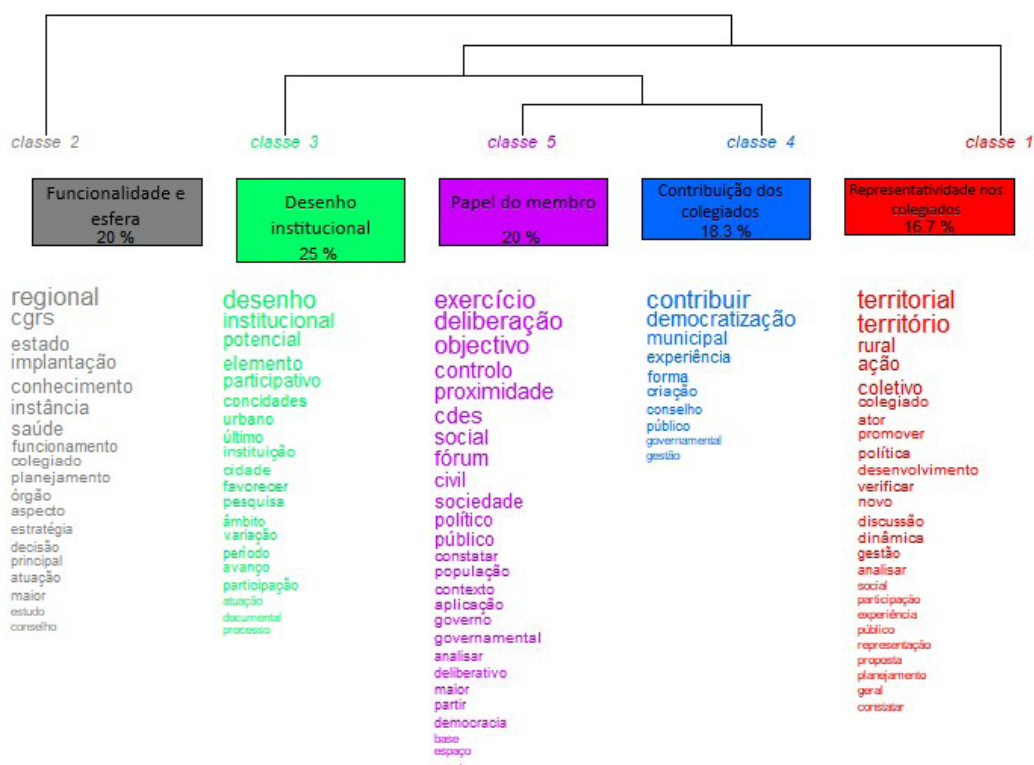 classe 2
classe 3
classe 5
classe 4
classe 1
Funcionalidade e
esfera
20 %
Desenho
institucional
25 %
Papel do membro
20 %
Contribuição dos
colegiados
18.3 %
Representatividade nos
colegiados
16.7 %
regional
cgrs
estado
implantação
conhecimento
instância
saúde
funcionamento
colegiado
planejamento
órgão
aspecto
estratégia
decisão
principal
atuação
maior
estudo
conselho
desenho
institucional
potencial
elemento
participativo
concidades
urbano
último
instituição
cidade
favorecer
pesquisa
âmbito
variação
período
avanço
participação
atuação
documental
processo
exercício
deliberação
objectivo
controlo
proximidade
cdes
social
fórum
civil
sociedade
político
público
constatar
população
contexto
aplicação
governo
governamental
analisar
deliberativo
maior
partir
democracia
base
espaço
contribuir
democratização
municipal
experiência
forma
criação
conselho
público
governamental
gestão
territorial
território
rural
ação
coletivo
colegiado
ator
promover
política
desenvolvimento
verificar
novo
discussão
dinâmica
gestão
analisar
social
participação
experiência
público
representação
proposta
planejamento
geral
constatar